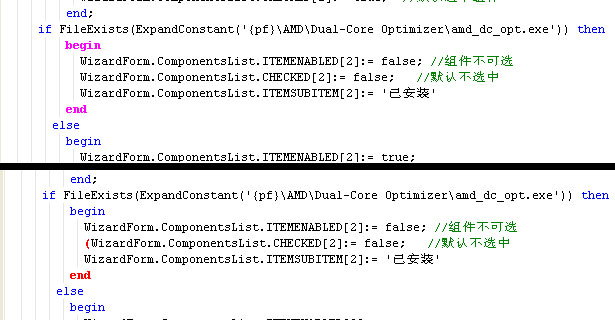 end;
if FileExists(ExpandConstant('{pf}\AMD\Dual-Core Optimizer\amd_dc_opt.exe')) then
begin
WizardForm.ComponentsList.ITEMENABLED[2]:= false; //组件不可选
WizardForm.ComponentsList.CHECKED[2]:= false; //默认不选中
WizardForm.ComponentsList.ITEMSUBITEM[2]:= '已安装'
end
else
begin
WizardForm.ComponentsList.ITEMENABLED[2]:= true;
end;
if FileExists(ExpandConstant('{pf}\AMD\Dual-Core Optimizer\amd_dc_opt.exe')) then
begin
WizardForm.ComponentsList.ITEMENABLED[2]:= false; //组件不可选
(WizardForm.ComponentsList.CHECKED[2]:= false; //默认不选中
WizardForm.ComponentsList.ITEMSUBITEM[2]:= '已安装'
end
else
begin